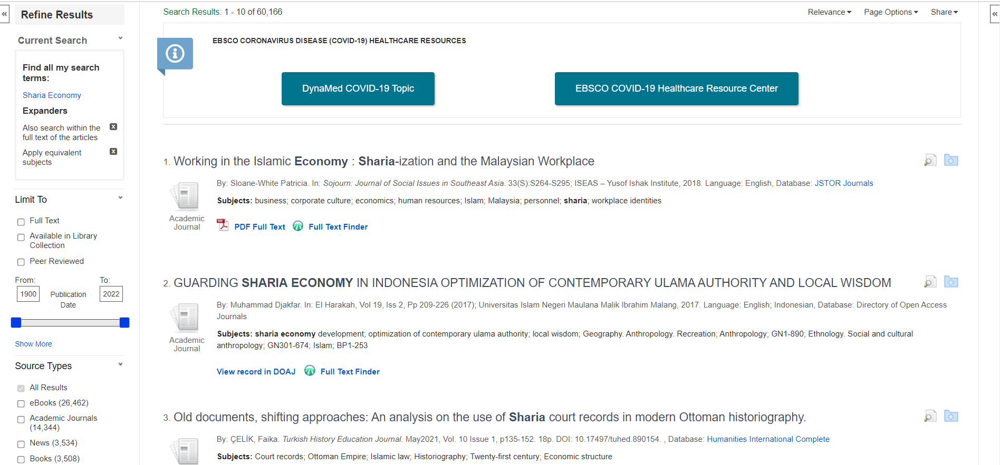 Refine Results
Current Search
Find all my search
terms:
Sharia Economy
Expanders
Also search within the
full text of the articles
Apply equivalent
subjects
Limit To
Full Text
Available in Library
Collection
Peer Reviewed
From:
To:
1900
Publication
Date
2022
Show More
Source Types
All Results
eBooks (26,462)
Academic Journals
(14,344)
News (3,534)
Books (3,508)
Search Results: 1 - 10 of 60,166
Relevance
Page Options
Share
EBSCO CORONAVIRUS DISEASE (COVID-19) HEALTHCARE RESOURCES
DynaMed COVID-19 Topic
EBSCO COVID-19 Healthcare Resource Center
1. Working in the Islamic Economy : Sharia-ization and the Malaysian Workplace
By: Sloane-White Patricia. In: Sojourn: Journal of Social Issues in Southeast Asia. 33(S):S264-S295; ISEAS – Yusof Ishak Institute, 2018. Language: English, Database: JSTOR Journals
Subjects: business; corporate culture; economics; human resources; Islam; Malaysia; personnel; sharia; workplace identities
Academic
Journal
PDF Full Text
Full Text Finder
2. GUARDING SHARIA ECONOMY IN INDONESIA OPTIMIZATION OF CONTEMPORARY ULAMA AUTHORITY AND LOCAL WISDOM
By: Muhammad Djakfar. In: El Harakah, Vol 19, Iss 2, Pp 209-226 (2017); Universitas Islam Negeri Maulana Malik Ibrahim Malang, 2017. Language: English; Indonesian, Database: Directory of Open Access
Journals
Subjects: sharia economy development; optimization of contemporary ulama authority; local wisdom; Geography. Anthropology. Recreation; Anthropology; GN1-890; Ethnology. Social and cultural
anthropology; GN301-674; Islam; BP1-253
Academic
Journal
View record in DOAJ
Full Text Finder
3. Old documents, shifting approaches: An analysis on the use of Sharia court records in modern Ottoman historiography.
By: ÇELİK, Faika. Turkish History Education Journal. May2021, Vol. 10 Issue 1, p135-152. 18p. DOI: 10.17497/tuhed.890154. , Database: Humanities International Complete
Subjects: Court records; Ottoman Empire; Islamic law; Historiography; Twenty-first century; Economic structure